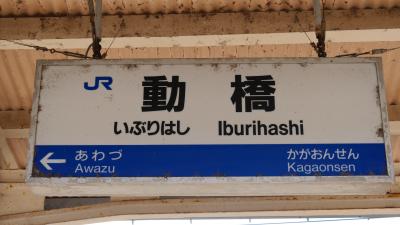 JR 動橋
いぶりはし Iburihashi
← あわづ かがおんせん
Awazu Kagaonsen